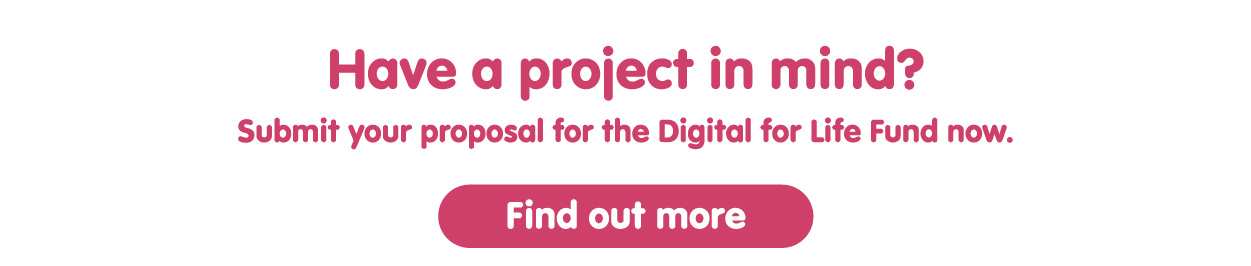 Have a project in mind?
Submit your proposal for the Digital for Life Fund now.
Find out more